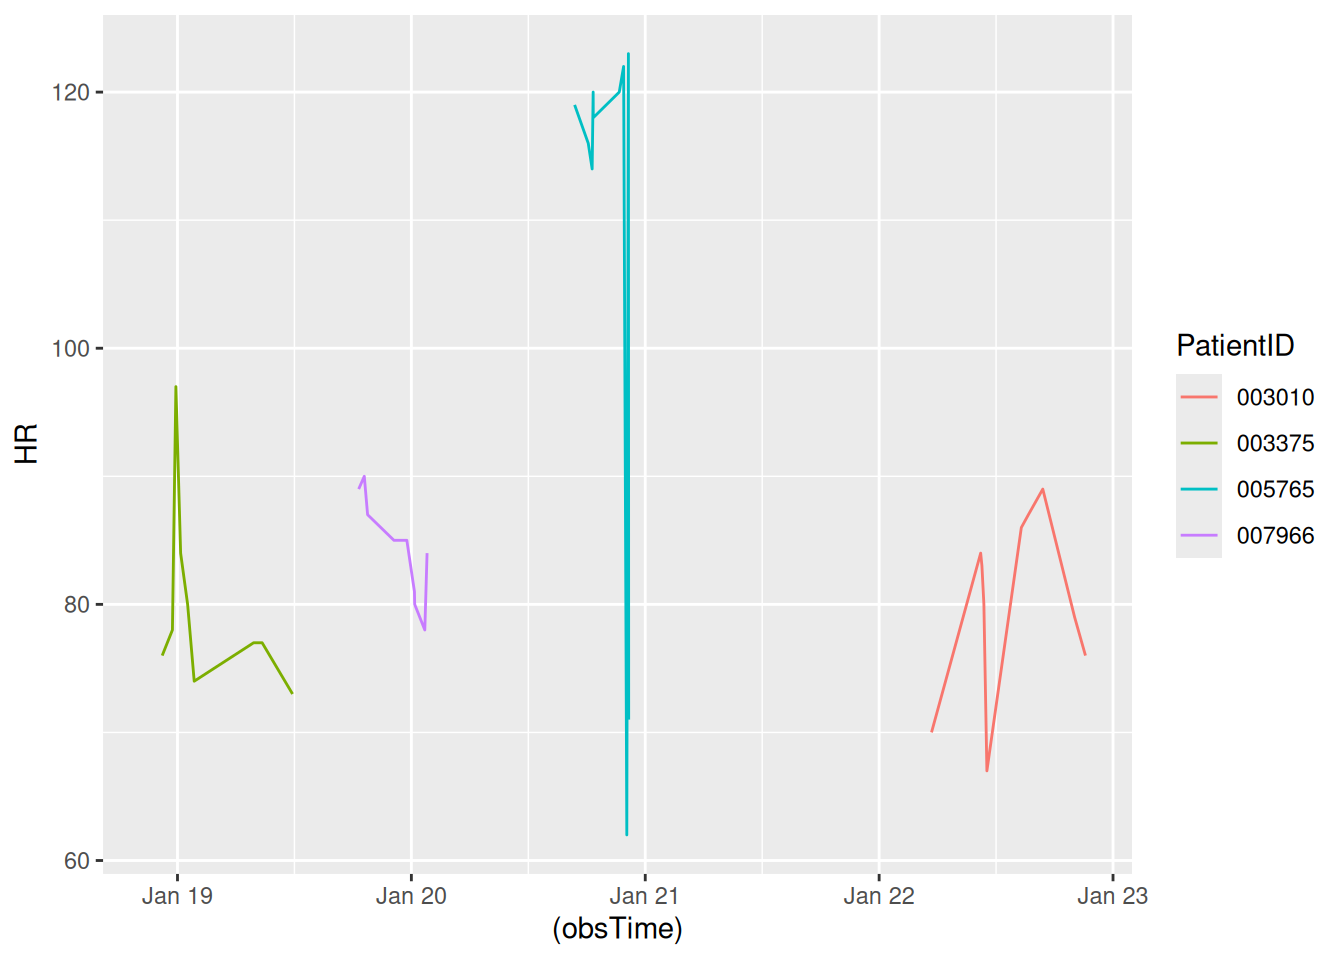 120
100
80
60
HR
Jan 19
Jan 20
Jan 21
Jan 22
Jan 23
(obsTime)
PatientID
003010
003375
005765
007966